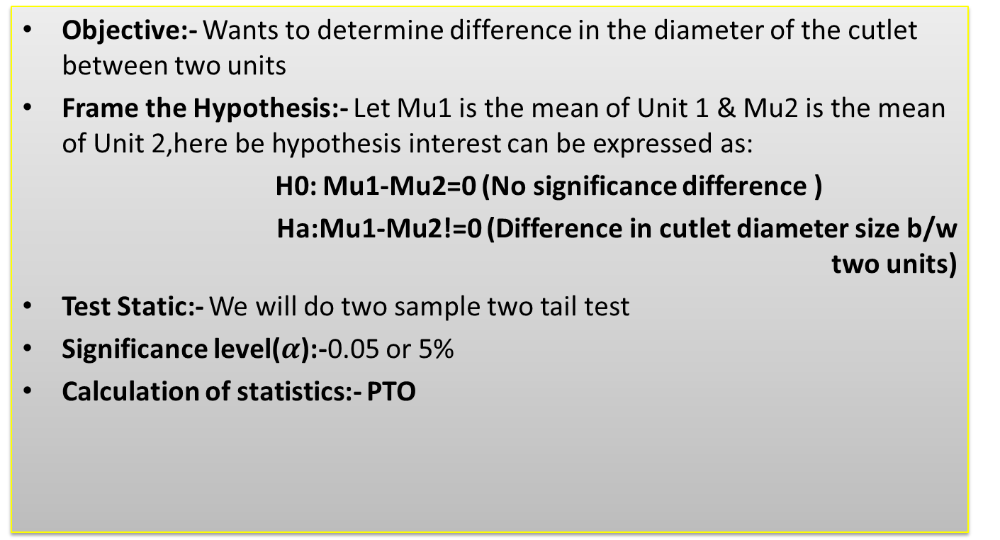 • Objective:- Wants to determine difference in the diameter of the cutlet
between two units
• Frame the Hypothesis:- Let Mu1 is the mean of Unit 1 & Mu2 is the mean
of Unit 2,here be hypothesis interest can be expressed as:
H0: Mu1-Mu2=0 (No significance difference )
Ha:Mu1-Mu2!=0 (Difference in cutlet diameter size b/w
two units)
• Test Static:- We will do two sample two tail test
• Significance level(α):-0.05 or 5%
• Calculation of statistics:- PTO